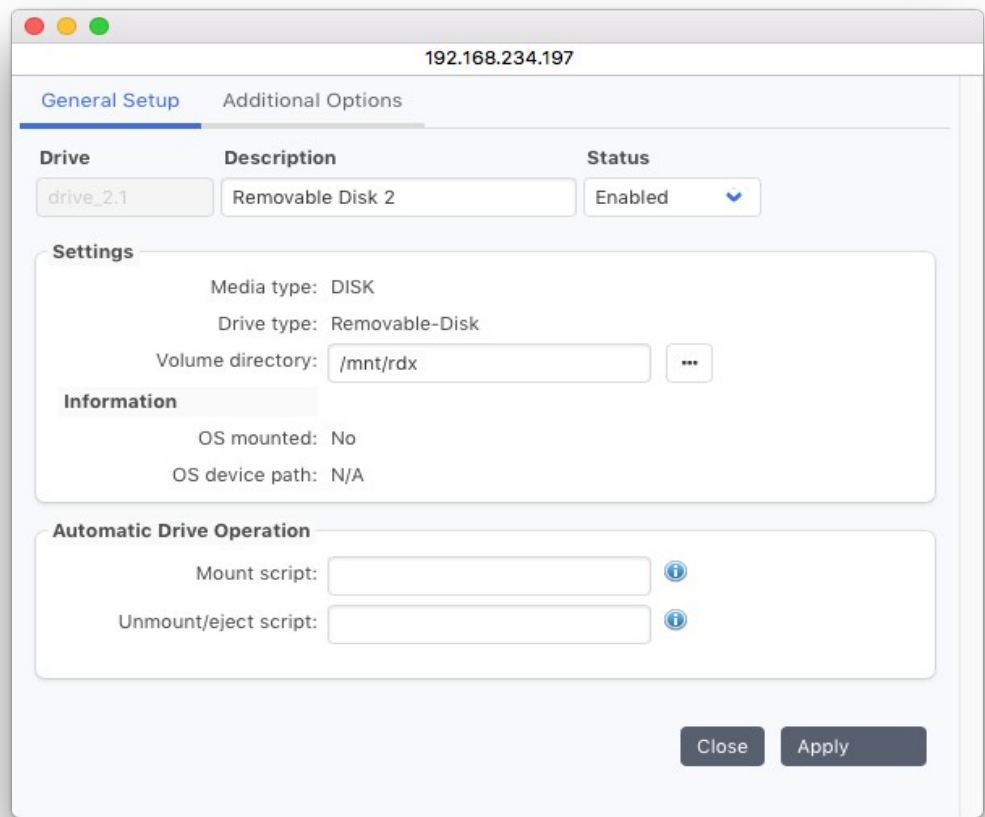 192.168.234.197
General Setup Additional Options
Drive Description Status
drive_2.1 Removable Disk 2 Enabled
Settings
Media type: DISK
Drive type: Removable-Disk
Volume directory: /mnt/rdx ...
Information
OS mounted: No
OS device path: N/A
Automatic Drive Operation
Mount script:
Unmount/eject script:
Close Apply